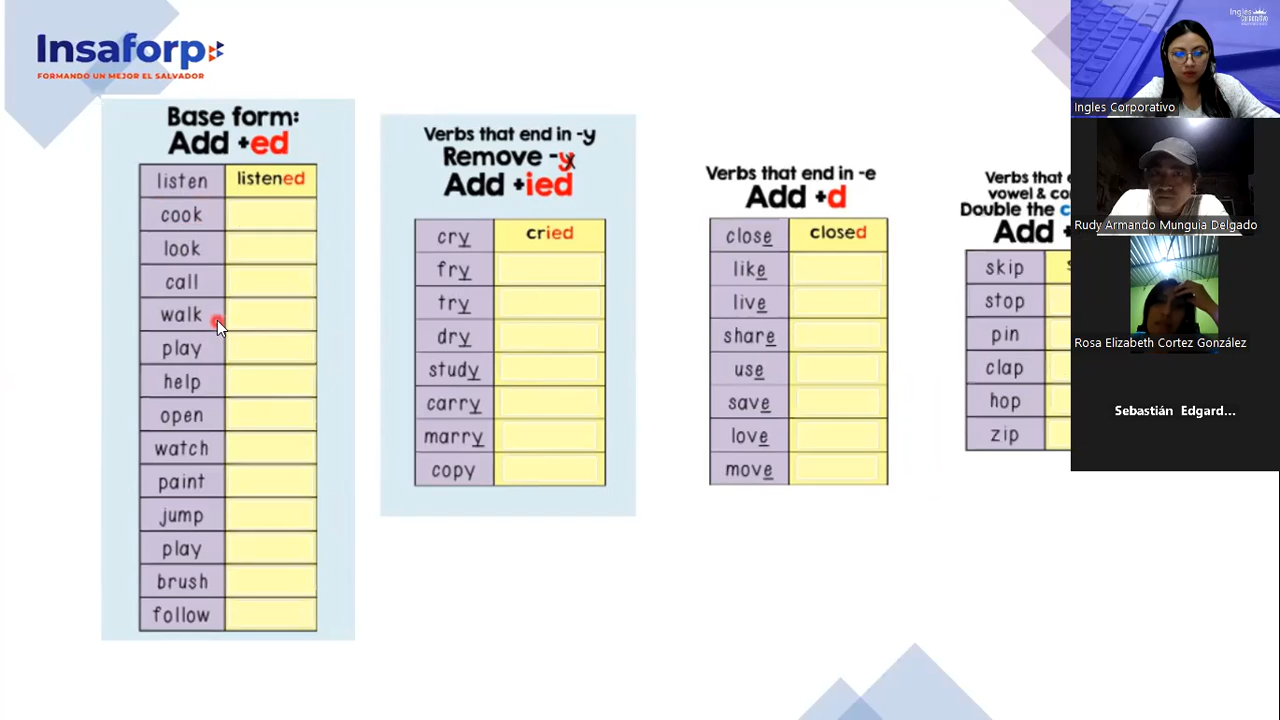 Insaforp
FORMANDO UN MEJOR EL SALVADOR
Base form:
Add +ed
listen listened
cook
look
call
walk
play
help
open
watch
paint
jump
play
brush
follow
Verbs that end in -y
Remove -y
Add +ied
cry cried
fry
try
dry
study
carry
marry
copy
Verbs that end in -e
Add +d
close closed
like
live
share
use
save
love
move
Verbs that e
vowel & co
Double the c
Add +
skip s
stop
pin
clap
hop
zip
Ingles
Ingles Corporativo
Rudy Armando Munguia Delgado
Rosa Elizabeth Cortez González
Sebastián Edgard...